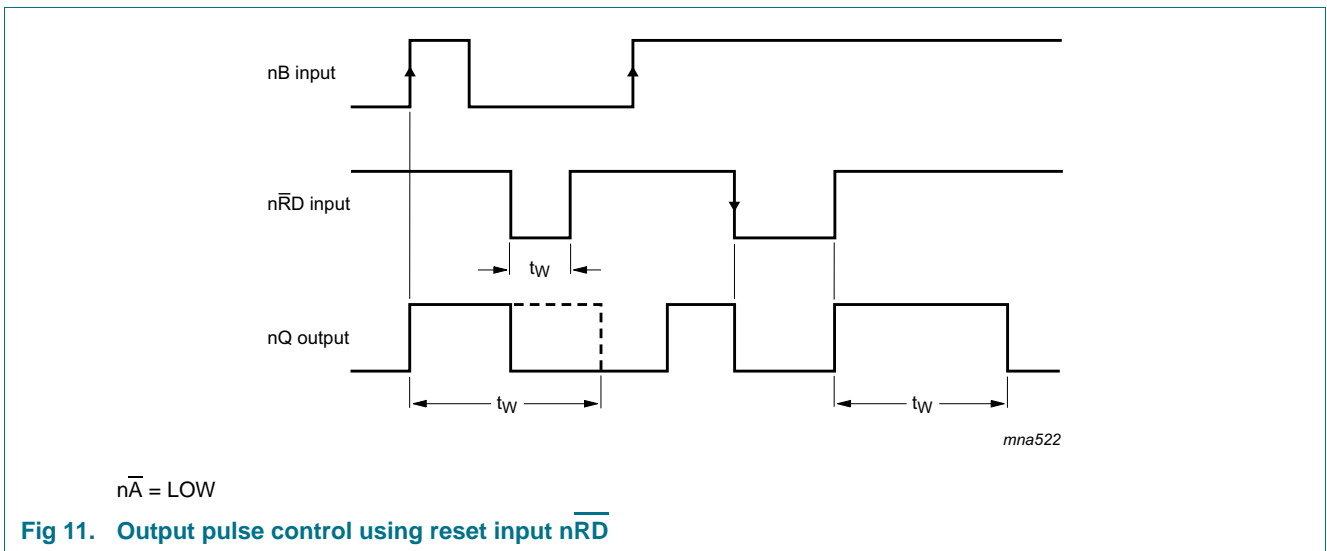 nB input
nR̅D input
tW
nQ output
tW
tW
mna522
nA̅ = LOW
Fig 11. Output pulse control using reset input nR̅D̅